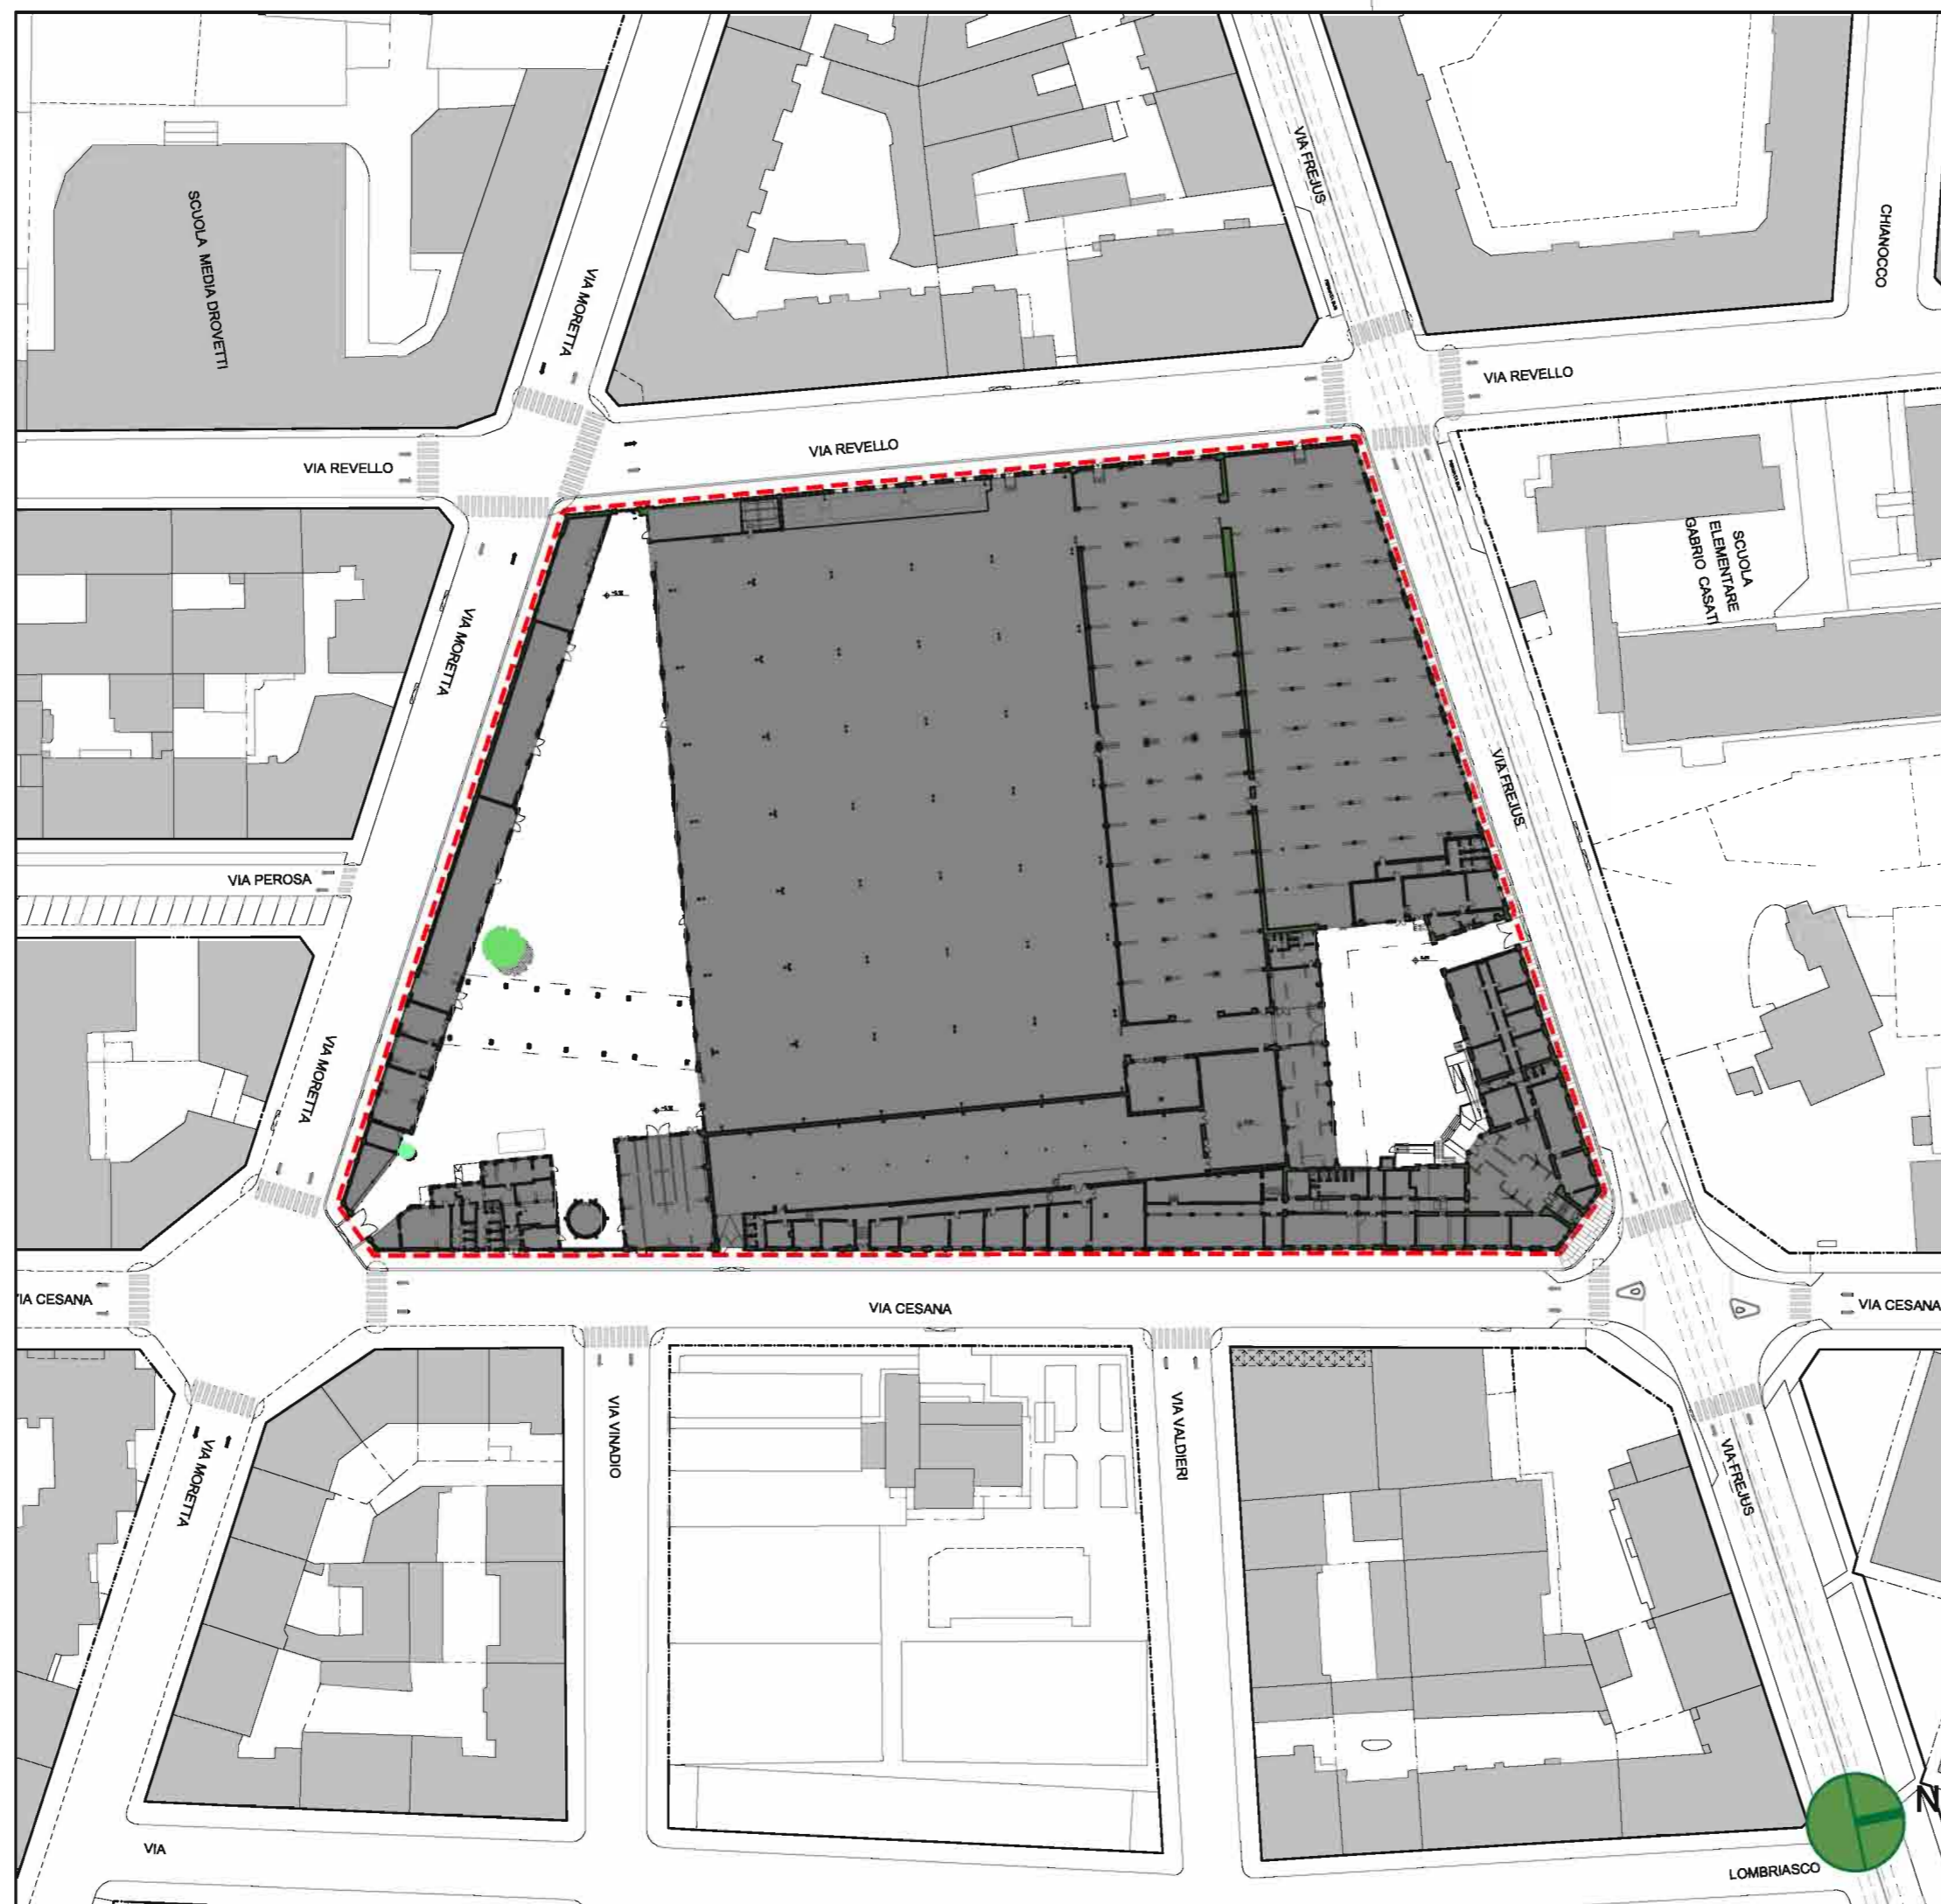 VIA FREJUS
SCUOLA MEDIA DROVETTI
CHIANOCCO
VIA MORETTA
VIA REVELLO
VIA REVELLO
VIA REVELLO
SCUOLA
ELEMENTARE
GABRIO CASATI
VIA MORETTA
VIA FREJUS
VIA PEROSA
VIA MORETTA
VIA CESANA
VIA CESANA
VIA CESANA
VIA VINADIO
VIA VALDIERI
VIA MORETTA
VIA FREJUS
N
VIA
LOMBRIASCO